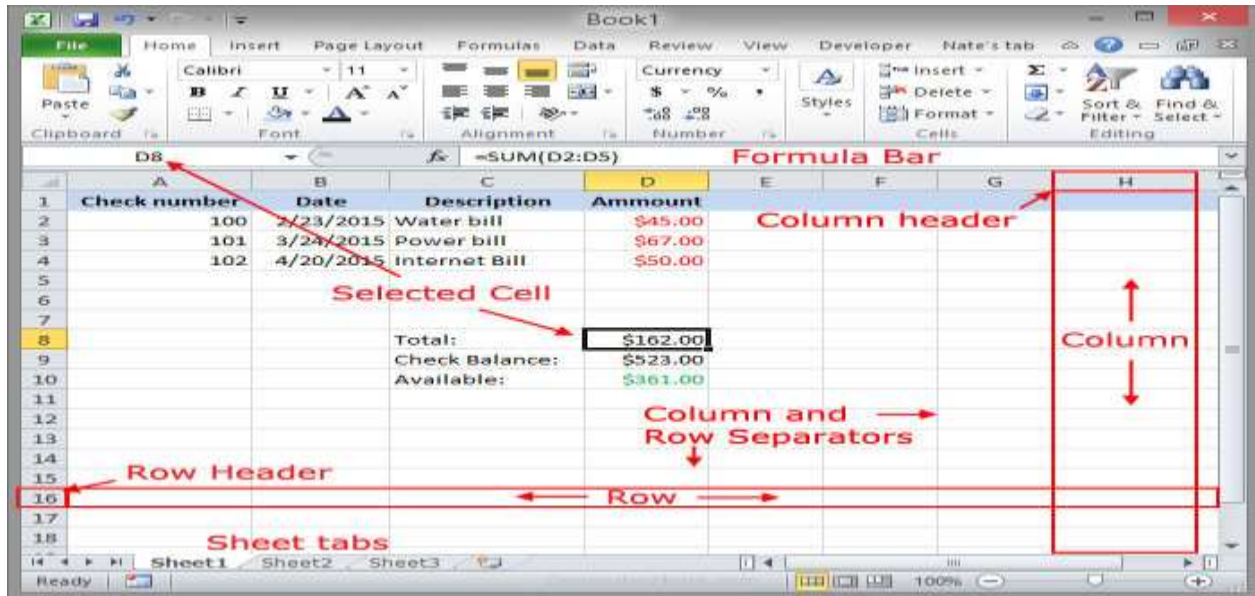 Book1
File Home Insert Page Layout Formulas Data Review View Developer Nate's tab
Calibri 11 Currency Insert Σ
Paste B I U A A $ % , Styles Delete Sort & Find &
A .00 .00 Format Filter Select
Clipboard Font Alignment Number Cells Editing
D8 fx =SUM(D2:D5) Formula Bar
A B C D E F G H
1 Check number Date Description Ammount
2 100 2/23/2015 Water bill $45.00 Column header
3 101 3/24/2015 Power bill $67.00
4 102 4/20/2015 Internet Bill $50.00
5
Selected Cell
6
7
8 Total: $162.00 Column
9 Check Balance: $523.00
10 Available: $361.00
11
12 Column and
13 Row Separators
14
15 Row Header
16 Row
17
18 Sheet tabs
Sheet1 Sheet2 Sheet3
Ready 100%